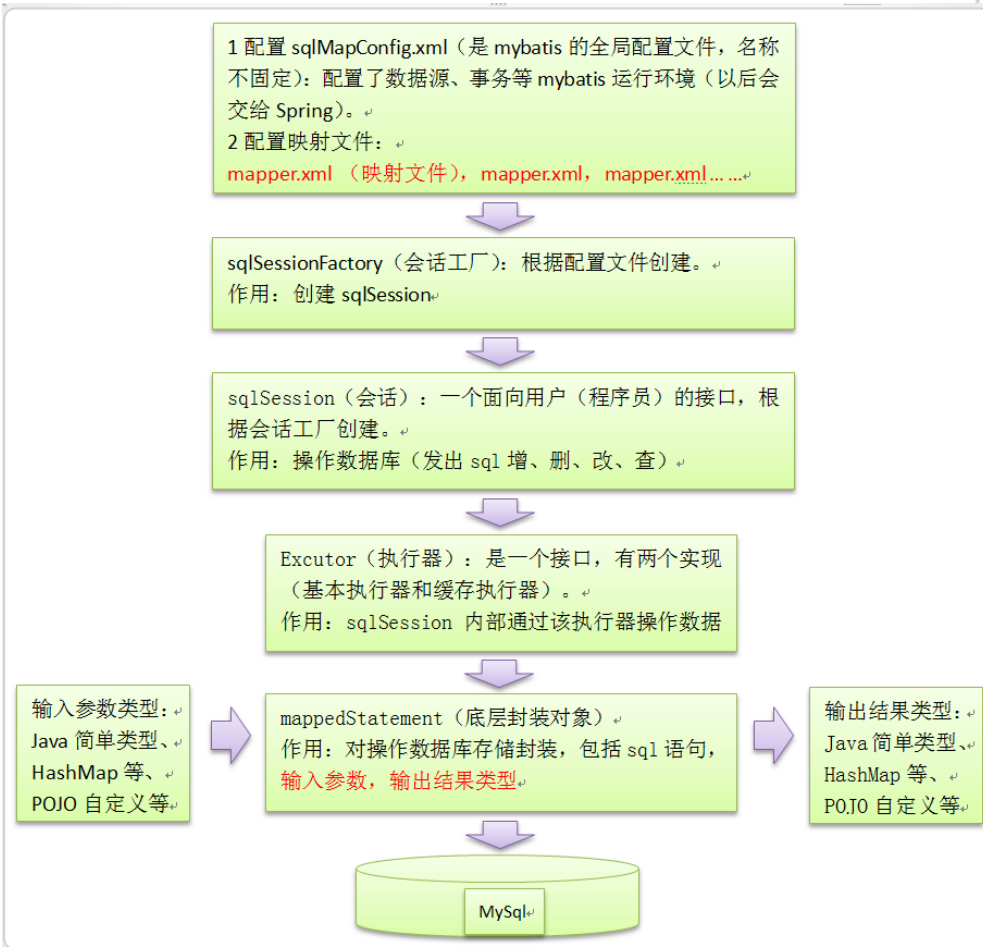 1 配置 sqlMapConfig.xml（是 mybatis 的全局配置文件，名称
不固定）：配置了数据源、事务等 mybatis 运行环境（以后会
交给 Spring）。
2 配置映射文件：
mapper.xml （映射文件），mapper.xml，mapper.xml... ...
sqlSessionFactory（会话工厂）：根据配置文件创建。
作用：创建 sqlSession
sqlSession（会话）：一个面向用户（程序员）的接口，根
据会话工厂创建。
作用：操作数据库（发出 sql 增、删、改、查）
Excutor（执行器）：是一个接口，有两个实现
（基本执行器和缓存执行器）。
作用：sqlSession 内部通过该执行器操作数据
输入参数类型：
Java 简单类型、
HashMap 等、
POJO 自定义等
mappedStatement（底层封装对象）
作用：对操作数据库存储封装，包括 sql 语句，
输入参数，输出结果类型
输出结果类型：
Java 简单类型、
HashMap 等、
POJO 自定义等
MySql